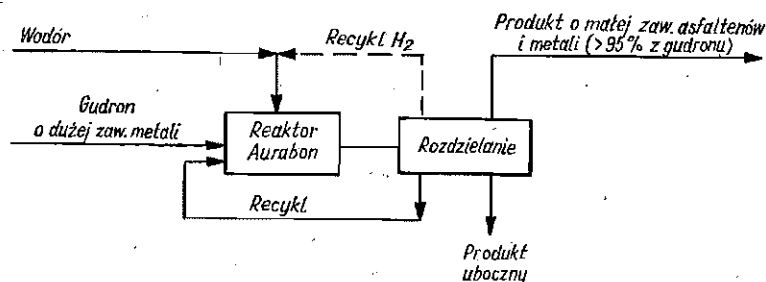 Produkt o małej zaw. asfaltenów
i metali (>95% z gudronu)
Wodór
Recykl H₂
Gudron
o dużej zaw. metali
Reaktor
Aurabon
Rozdzielanie
Recykl
Produkt
uboczny